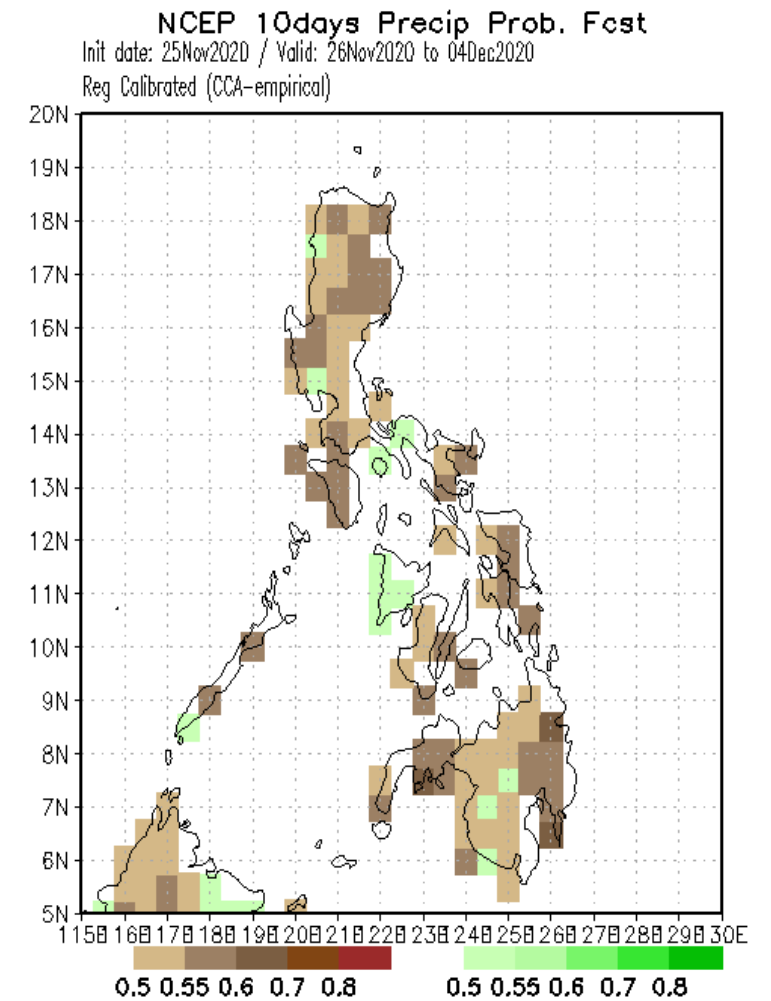 NCEP 10days Precip Prob. Fcst
Init date: 25Nov2020 / Valid: 26Nov2020 to 04Dec2020
Reg Calibrated (CCA-empirical)
20N
19N
18N
17N
16N
15N
14N
13N
12N
11N
10N
9N
8N
7N
6N
5N
115E 116E 117E 118E 119E 120E 121E 122E 123E 124E 125E 126E 127E 128E 129E 130E
0.5 0.55 0.6 0.7 0.8 0.5 0.55 0.6 0.7 0.8